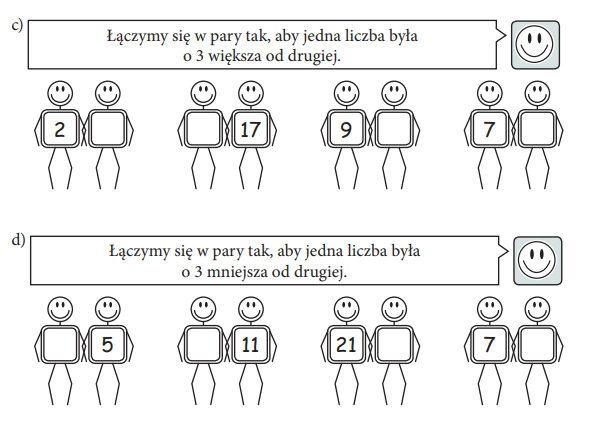 c)
Łączymy się w pary tak, aby jedna liczba była
o 3 większa od drugiej.
2 17 9 7
d)
Łączymy się w pary tak, aby jedna liczba była
o 3 mniejsza od drugiej.
5 11 21 7